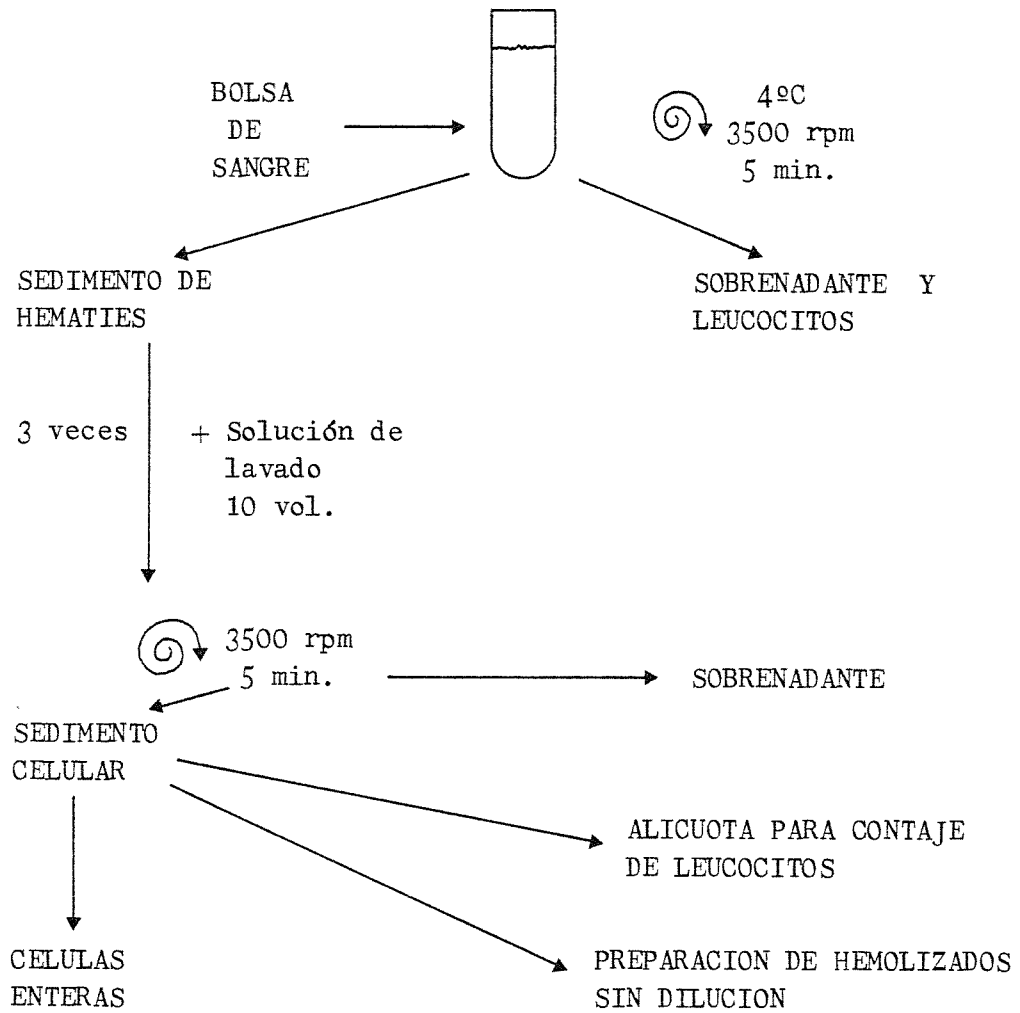 BOLSA
DE
SANGRE
4ºC
3500 rpm
5 min.
SEDIMENTO DE
HEMATIES
SOBRENADANTE Y
LEUCOCITOS
3 veces
+ Solución de
lavado
10 vol.
3500 rpm
5 min.
SOBRENADANTE
SEDIMENTO
CELULAR
ALICUOTA PARA CONTAJE
DE LEUCOCITOS
CELULAS
ENTERAS
PREPARACION DE HEMOLIZADOS
SIN DILUCION